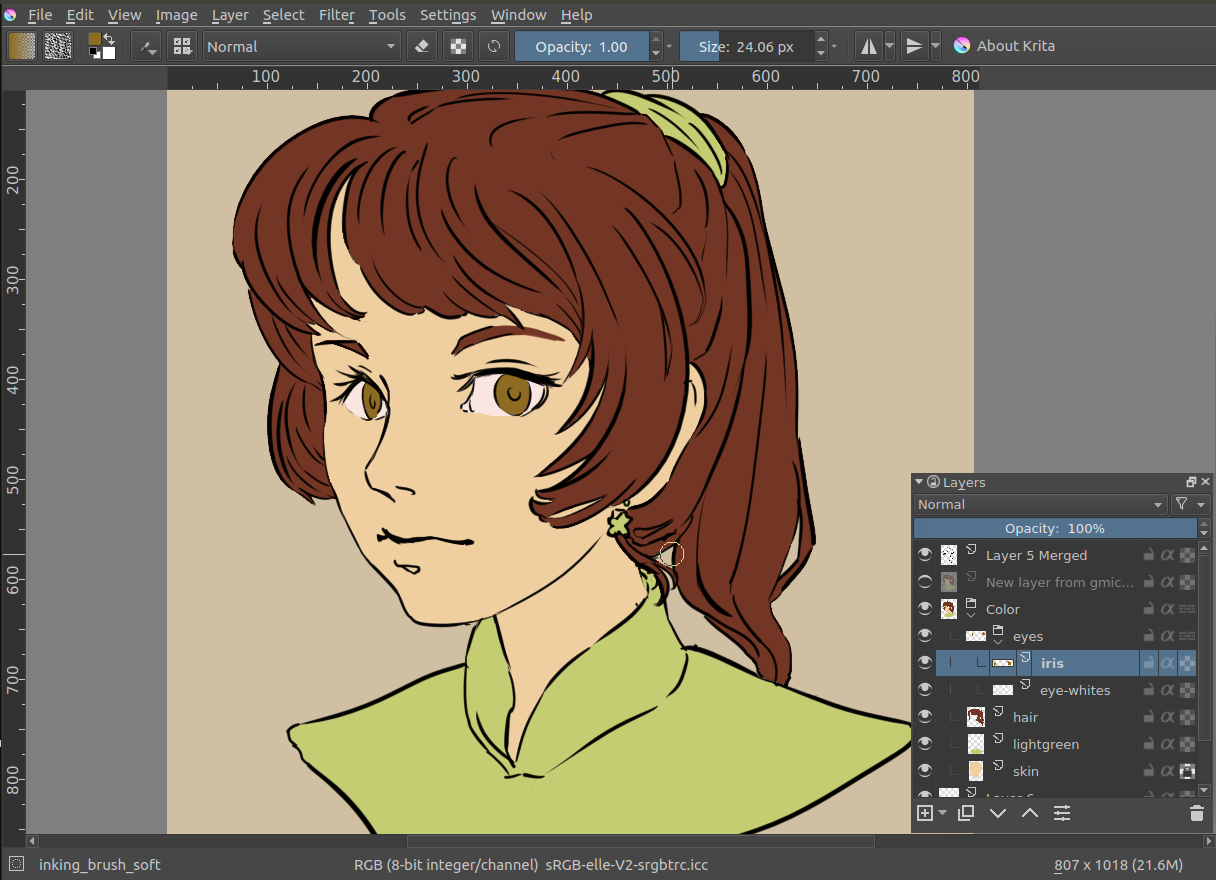 File Edit View Image Layer Select Filter Tools Settings Window Help
Normal Opacity: 1.00 Size: 24.06 px About Krita
100 200 300 400 500 600 700 800
200
300
400
500
600
700
800
Layers
Normal
Opacity: 100%
Layer 5 Merged
New layer from gmic...
Color
eyes
iris
eye-whites
hair
lightgreen
skin
inking_brush_soft RGB (8-bit integer/channel) sRGB-elle-V2-srgbtrc.icc 807 x 1018 (21.6M)